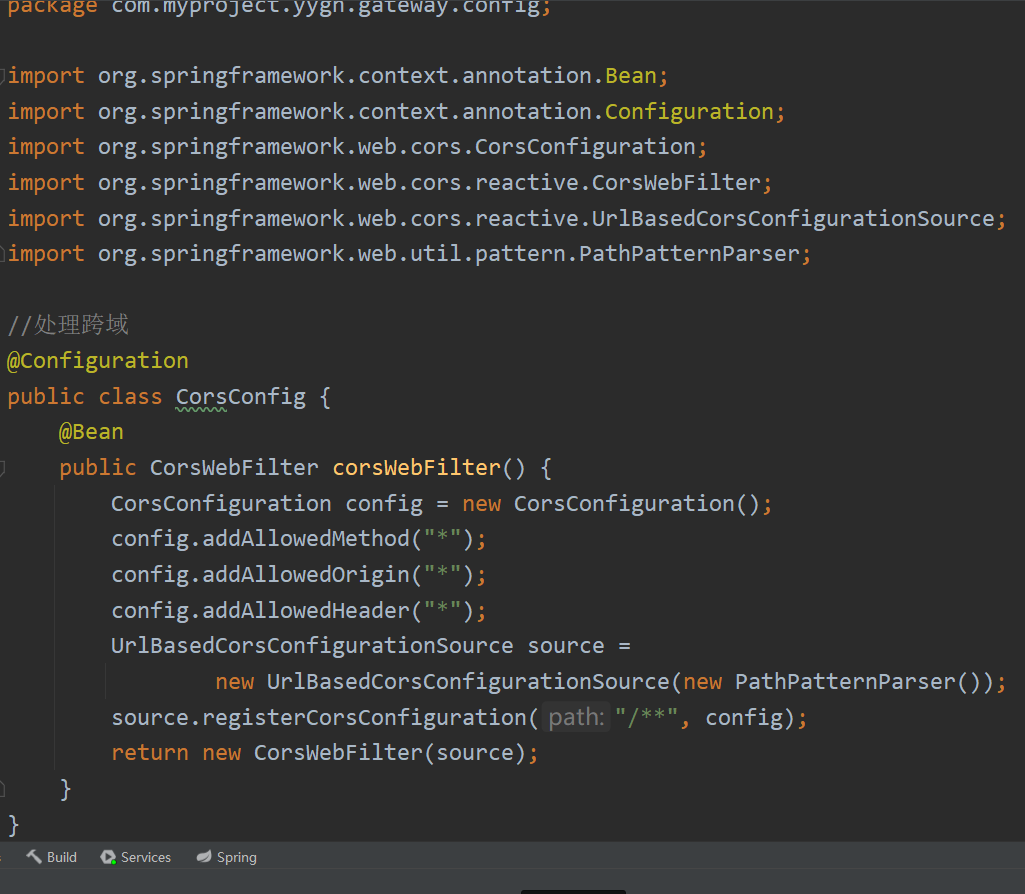 package com.myproject.yygh.gateway.config;
import org.springframework.context.annotation.Bean;
import org.springframework.context.annotation.Configuration;
import org.springframework.web.cors.CorsConfiguration;
import org.springframework.web.cors.reactive.CorsWebFilter;
import org.springframework.web.cors.reactive.UrlBasedCorsConfigurationSource;
import org.springframework.web.util.pattern.PathPatternParser;
//处理跨域
@Configuration
public class CorsConfig {
@Bean
public CorsWebFilter corsWebFilter() {
CorsConfiguration config = new CorsConfiguration();
config.addAllowedMethod("*");
config.addAllowedOrigin("*");
config.addAllowedHeader("*");
UrlBasedCorsConfigurationSource source =
new UrlBasedCorsConfigurationSource(new PathPatternParser());
source.registerCorsConfiguration( path: "/**", config);
return new CorsWebFilter(source);
}
}
Build Services Spring